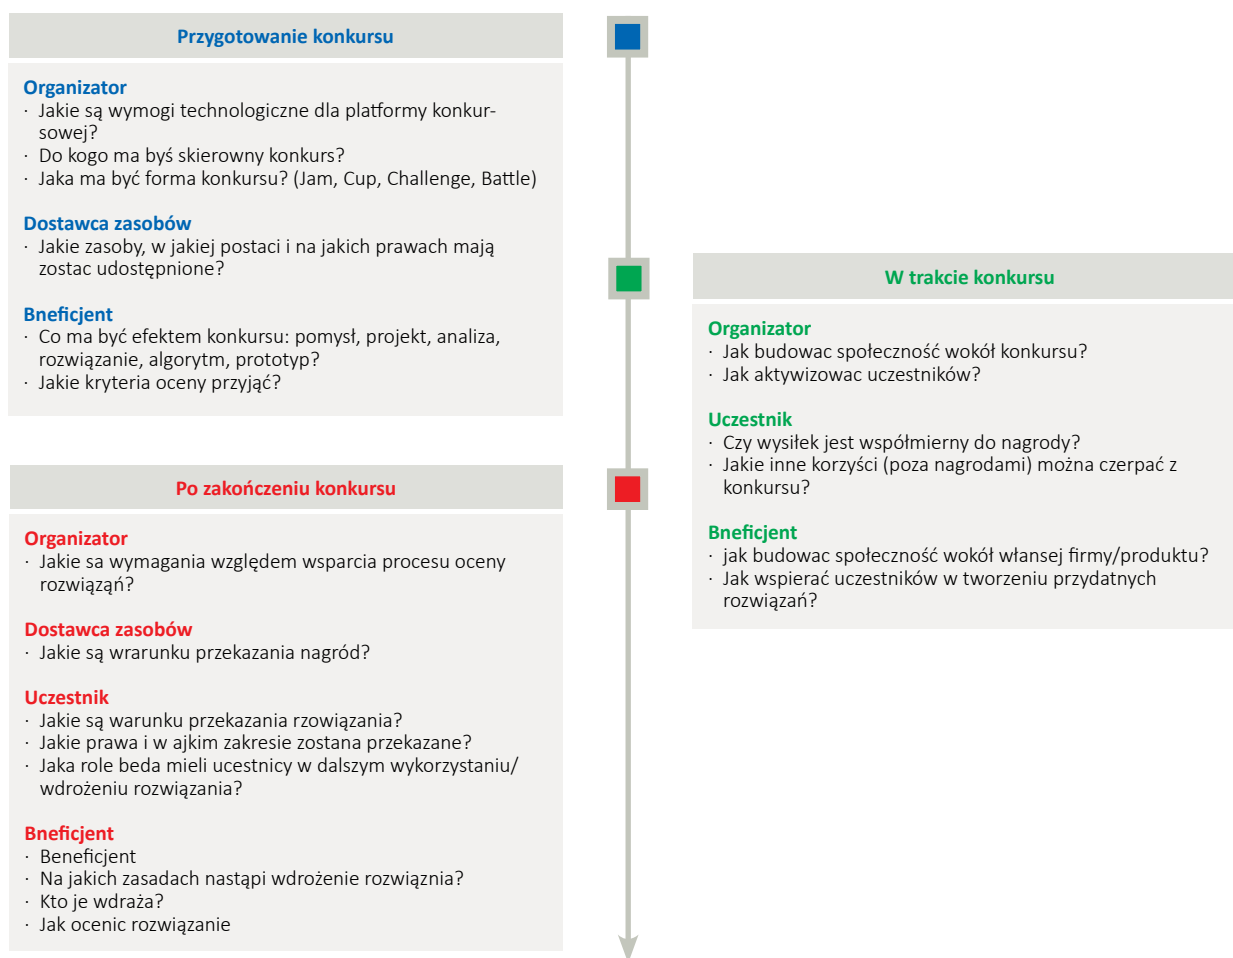 Przygotowanie konkursu
Organizator
· Jakie są wymogi technologiczne dla platformy konkur-
sowej?
· Do kogo ma byś skierowny konkurs?
· Jaka ma być forma konkursu? (Jam, Cup, Challenge, Battle)
Dostawca zasobów
· Jakie zasoby, w jakiej postaci i na jakich prawach mają
zostac udostępnione?
Bneficjent
· Co ma być efektem konkursu: pomysł, projekt, analiza,
rozwiązanie, algorytm, prototyp?
· Jakie kryteria oceny przyjąć?
W trakcie konkursu
Organizator
· Jak budowac społeczność wokół konkursu?
· Jak aktywizowac uczestników?
Uczestnik
· Czy wysiłek jest współmierny do nagrody?
· Jakie inne korzyści (poza nagrodami) można czerpać z
konkursu?
Bneficjent
· jak budowac społeczność wokół włansej firmy/produktu?
· Jak wspierać uczestników w tworzeniu przydatnych
rozwiązań?
Po zakończeniu konkursu
Organizator
· Jakie sa wymagania względem wsparcia procesu oceny
rozwiąząń?
Dostawca zasobów
· Jakie są wrarunku przekazania nagród?
Uczestnik
· Jakie są warunku przekazania rzowiązania?
· Jakie prawa i w ajkim zakresie zostana przekazane?
· Jaka role beda mieli ucestnicy w dalszym wykorzystaniu/
wdrożeniu rozwiązania?
Bneficjent
· Beneficjent
· Na jakich zasadach nastąpi wdrożenie rozwiąznia?
· Kto je wdraża?
· Jak ocenic rozwiązanie